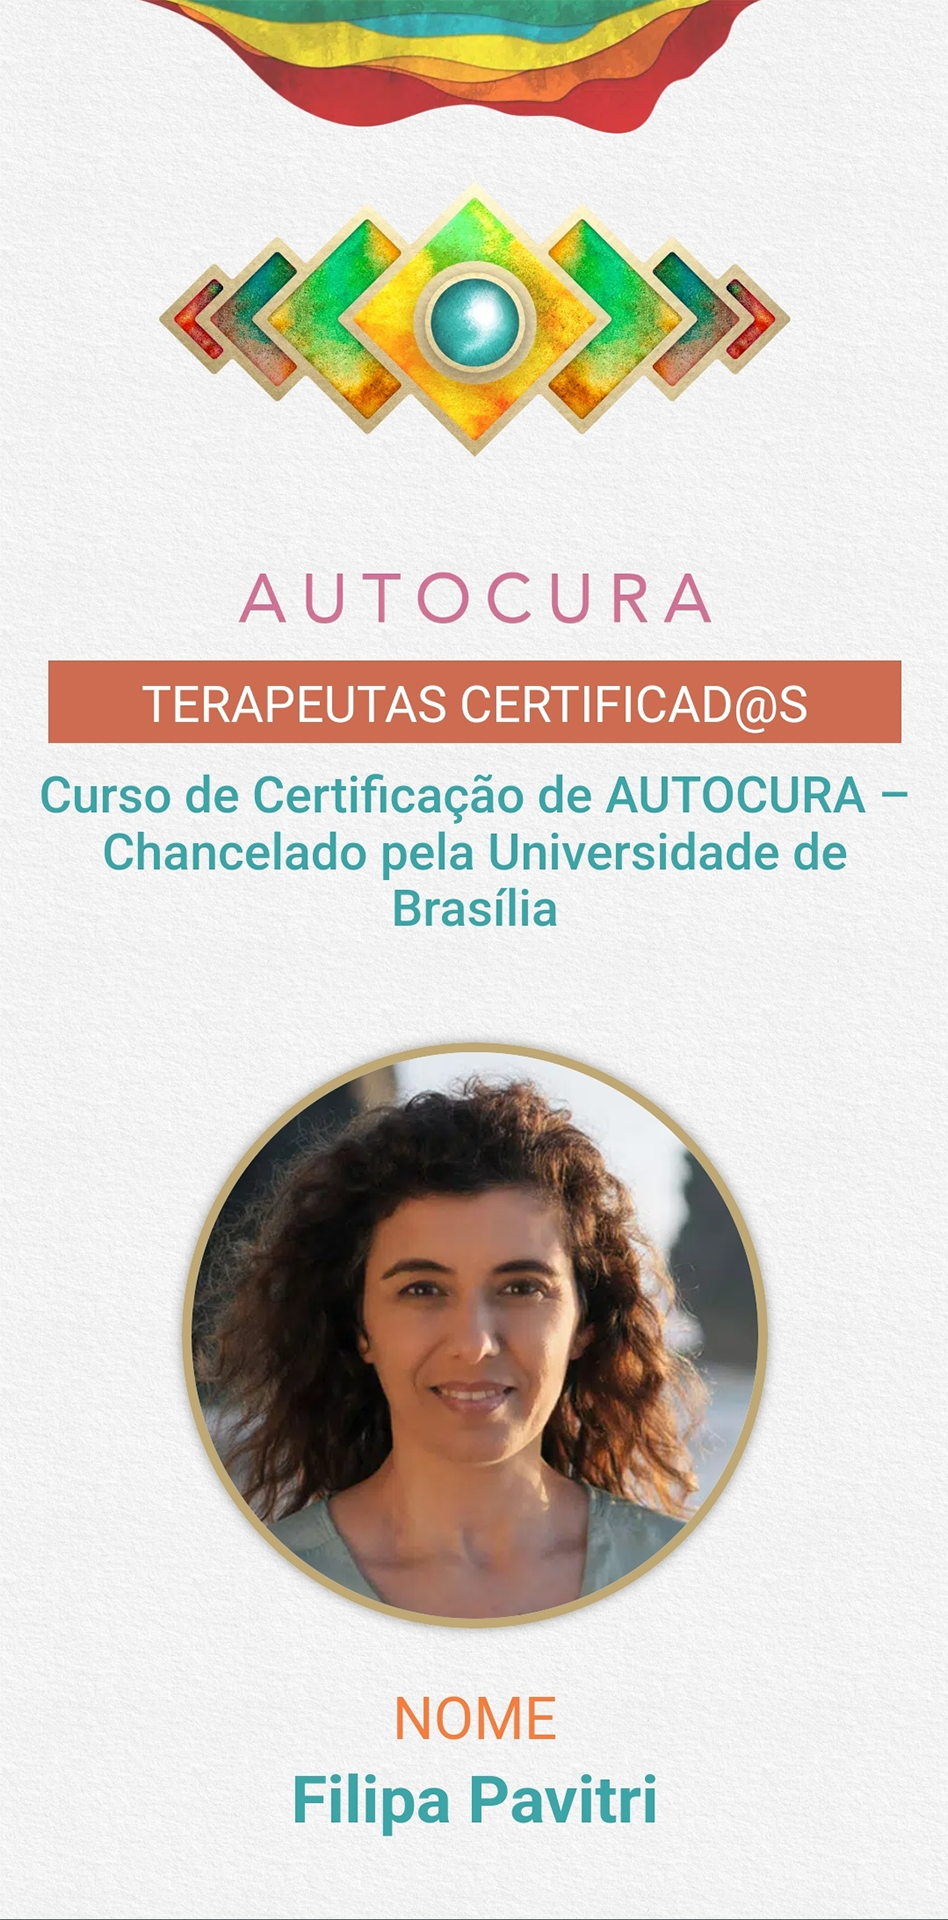 AUTOCURA
TERAPEUTAS CERTIFICAD@S
Curso de Certificação de AUTOCURA –
Chancelado pela Universidade de
Brasília
NOME
Filipa Pavitri